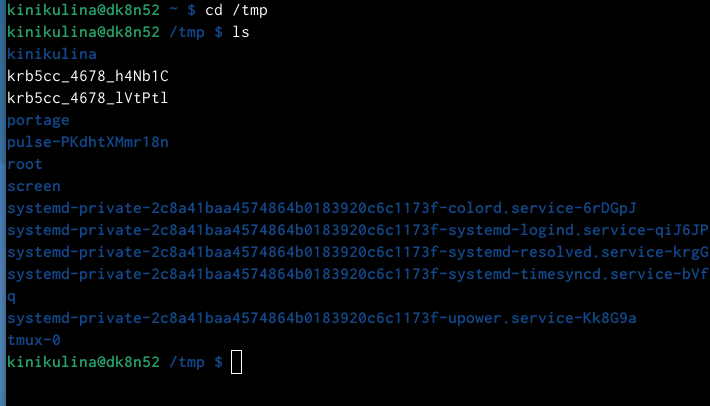 kinikulina@dk8n52 ~ $ cd /tmp
kinikulina@dk8n52 /tmp $ ls
kinikulina
krb5cc_4678_h4Nb1C
krb5cc_4678_lVtPtl
portage
pulse-PKdhtXMmr18n
root
screen
systemd-private-2c8a41baa4574864b0183920c6c1173f-colord.service-6rDGpJ
systemd-private-2c8a41baa4574864b0183920c6c1173f-systemd-logind.service-qiJ6JP
systemd-private-2c8a41baa4574864b0183920c6c1173f-systemd-resolved.service-krgG
systemd-private-2c8a41baa4574864b0183920c6c1173f-systemd-timesyncd.service-bVf
q
systemd-private-2c8a41baa4574864b0183920c6c1173f-upower.service-Kk8G9a
tmux-0
kinikulina@dk8n52 /tmp $